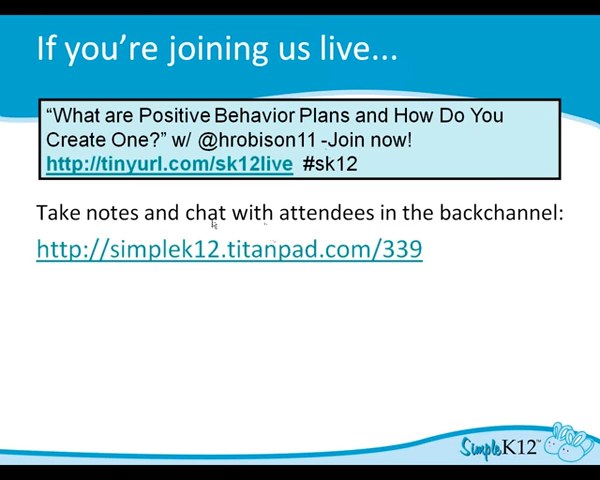 If you're joining us live...
“What are Positive Behavior Plans and How Do You
Create One?” w/ @hrobison11 -Join now!
http://tinyurl.com/sk12live #sk12
Take notes and chat with attendees in the backchannel:
http://simplek12.titanpad.com/339
SimpleK12™